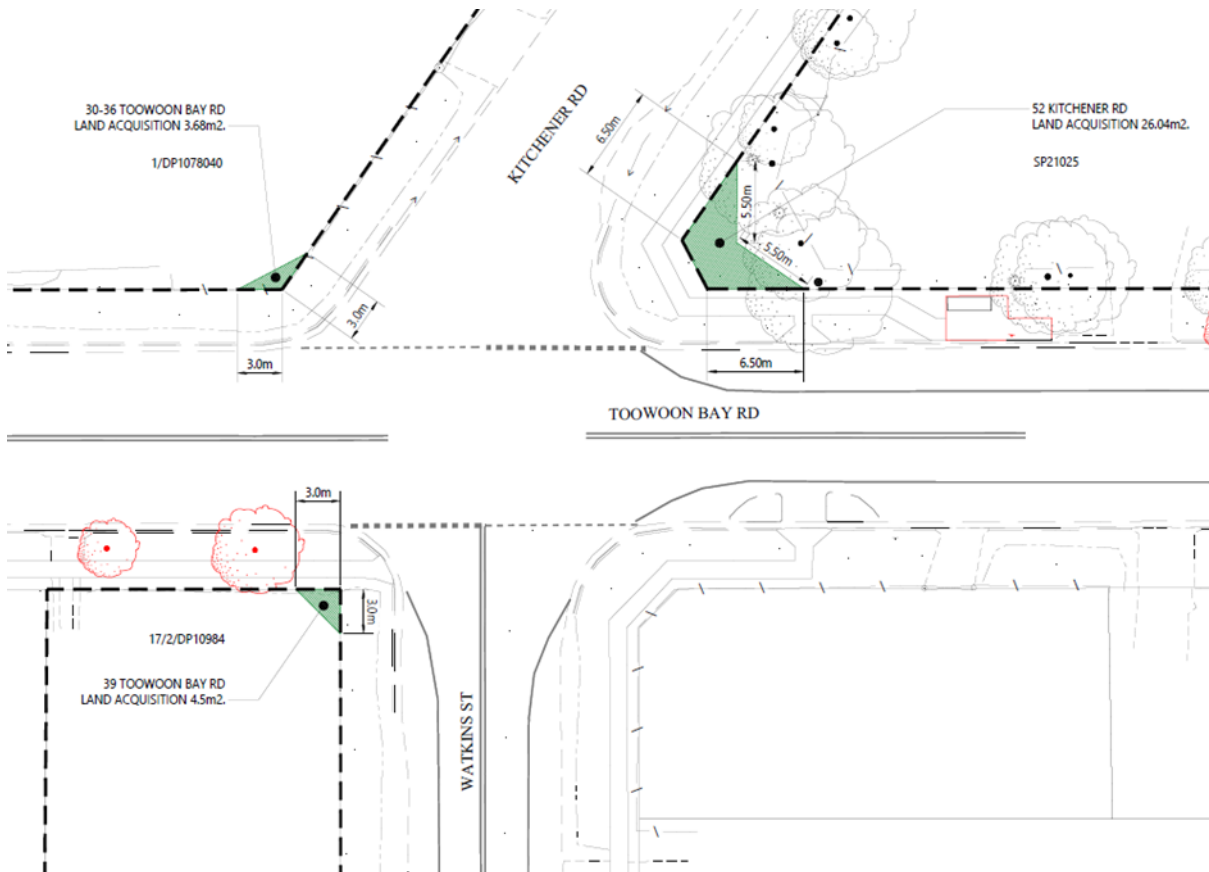 30-36 TOOWOON BAY RD
LAND ACQUISITION 3.68m2.
1/DP1078040
3.0m
3.0m
KITCHENER RD
6.50m
5.50m
5.50m
6.50m
52 KITCHENER RD
LAND ACQUISITION 26.04m2.
SP21025
TOOWOON BAY RD
3.0m
3.0m
17/2/DP10984
39 TOOWOON BAY RD
LAND ACQUISITION 4.5m2.
WATKINS ST